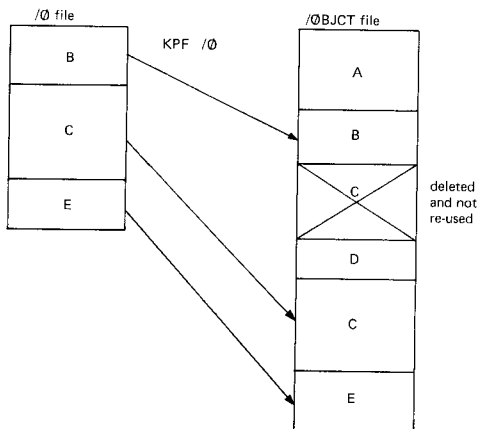 /Ø file
B
C
E
KPF /Ø
/ØBJCT file
A
B
C
D
C
E
deleted
and not
re-used